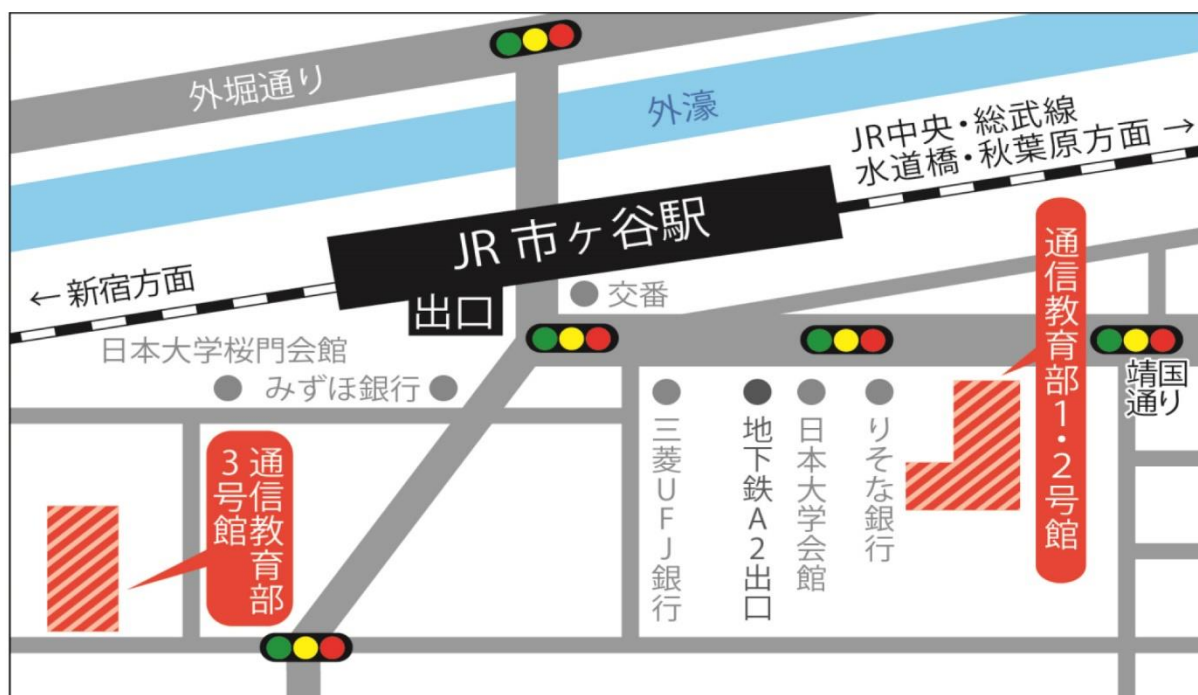 外堀通り
外濠
JR中央・総武線
水道橋・秋葉原方面 →
JR 市ヶ谷駅
← 新宿方面
出口
交番
日本大学桜門会館
みずほ銀行
靖国
通り
三菱UFJ銀行
地下鉄A2出口
日本大学会館
りそな銀行
通信教育部1・2号館
通信教育部
3号館